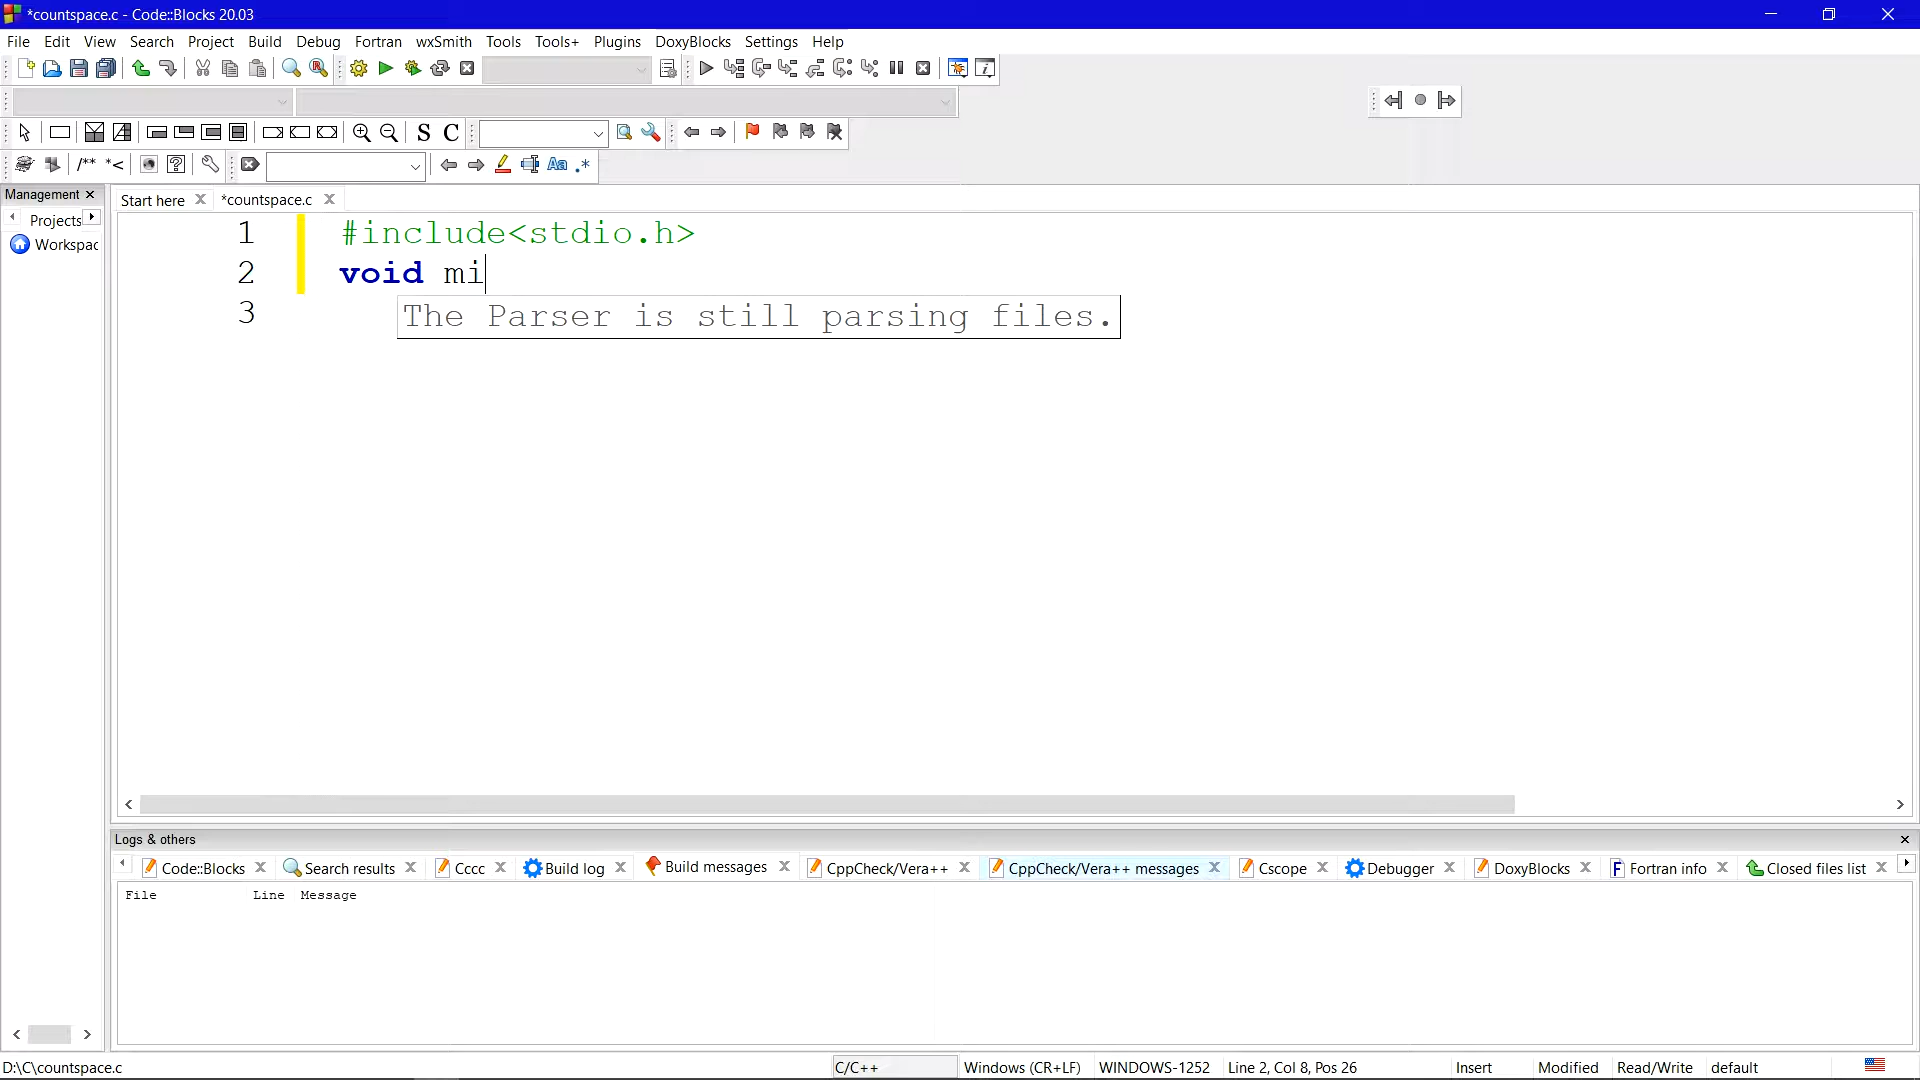 *countspace.c - Code::Blocks 20.03
File Edit View Search Project Build Debug Fortran wxSmith Tools Tools+ Plugins DoxyBlocks Settings Help
S C
/** *< Aa .*
Management
Start here *countspace.c
Projects
Workspac
1 #include<stdio.h>
2 void mi
3
The Parser is still parsing files.
Logs & others
Code::Blocks Search results Cccc Build log Build messages CppCheck/Vera++ CppCheck/Vera++ messages Cscope Debugger DoxyBlocks Fortran info Closed files list
File Line Message
D:\C\countspace.c C/C++ Windows (CR+LF) WINDOWS-1252 Line 2, Col 8, Pos 26 Insert Modified Read/Write default